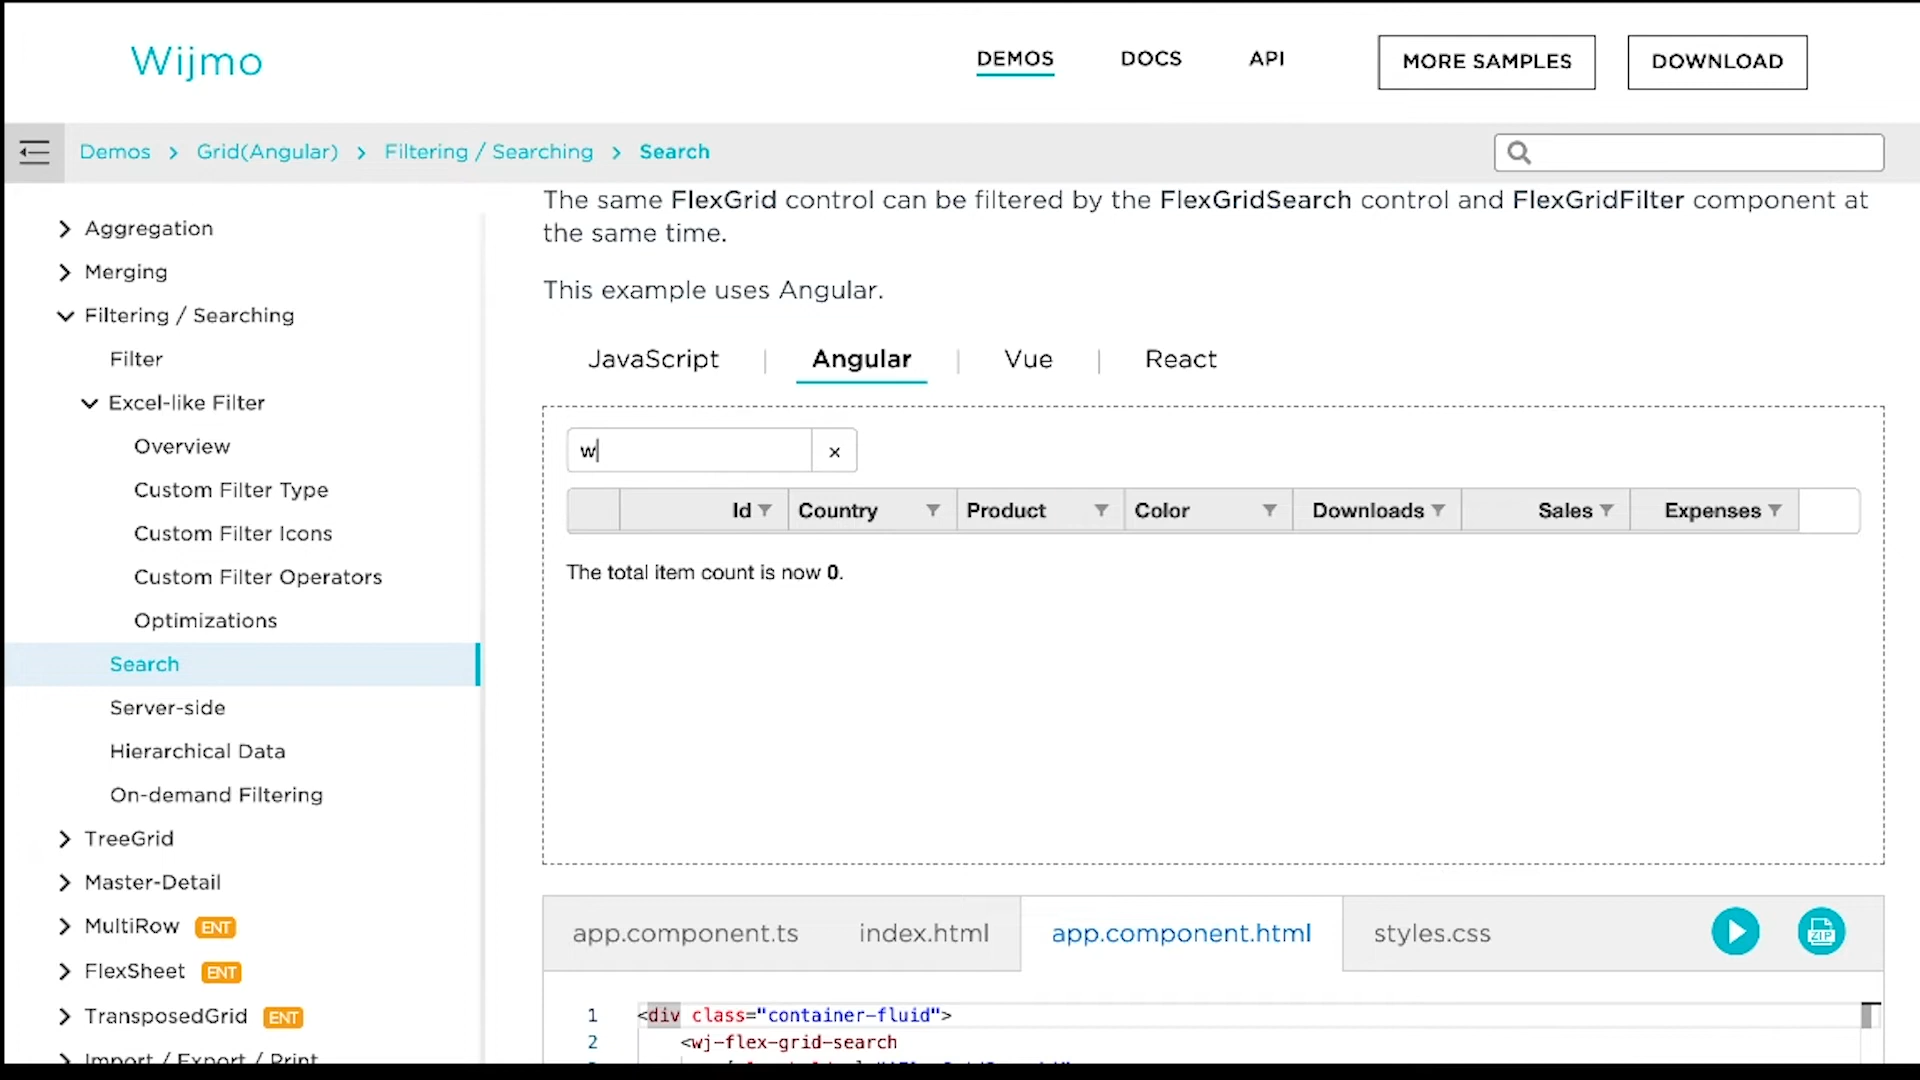 Wijmo
DEMOS DOCS API MORE SAMPLES DOWNLOAD
Demos > Grid(Angular) > Filtering / Searching > Search
Aggregation
Merging
Filtering / Searching
Filter
Excel-like Filter
Overview
Custom Filter Type
Custom Filter Icons
Custom Filter Operators
Optimizations
Search
Server-side
Hierarchical Data
On-demand Filtering
TreeGrid
Master-Detail
MultiRow ENT
FlexSheet ENT
TransposedGrid ENT
Import / Export / Print
The same FlexGrid control can be filtered by the FlexGridSearch control and FlexGridFilter component at
the same time.
This example uses Angular.
JavaScript | Angular | Vue | React
w ×
Id Country Product Color Downloads Sales Expenses
The total item count is now 0.
app.component.ts index.html app.component.html styles.css ZIP
1 <div class="container-fluid">
2 <wj-flex-grid-search